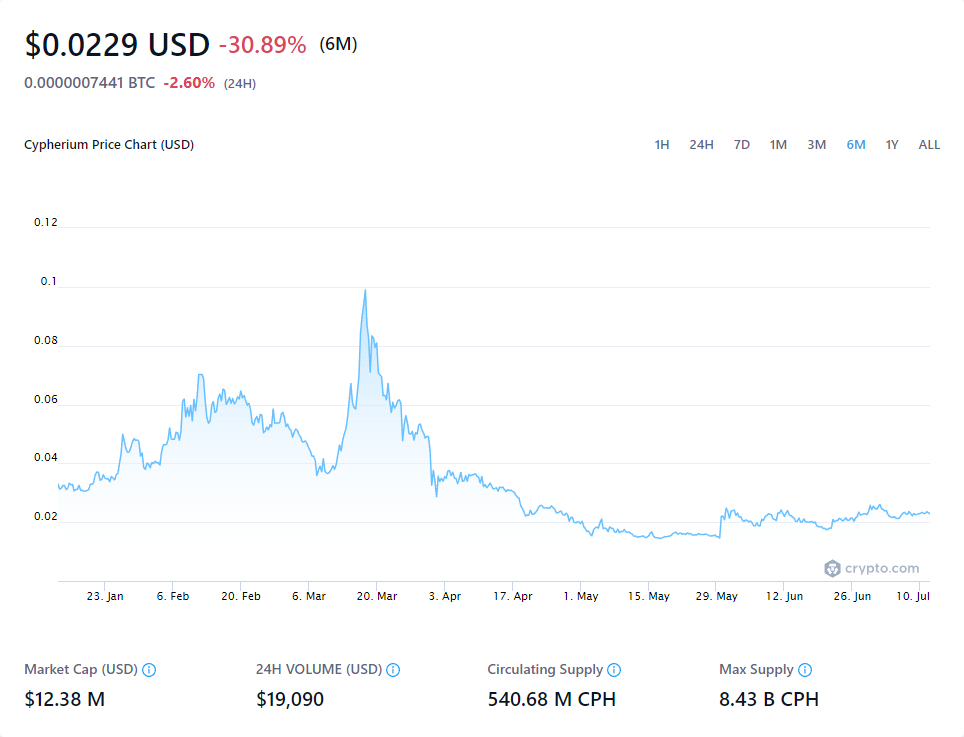 $0.0229 USD -30.89% (6M)
0.0000007441 BTC -2.60% (24H)
Cypherium Price Chart (USD) 1H 24H 7D 1M 3M 6M 1Y ALL
0.12
0.1
0.08
0.06
0.04
0.02
crypto.com
23. Jan 6. Feb 20. Feb 6. Mar 20. Mar 3. Apr 17. Apr 1. May 15. May 29. May 12. Jun 26. Jun 10. Jul
Market Cap (USD) 24H VOLUME (USD) Circulating Supply Max Supply
$12.38 M $19,090 540.68 M CPH 8.43 B CPH